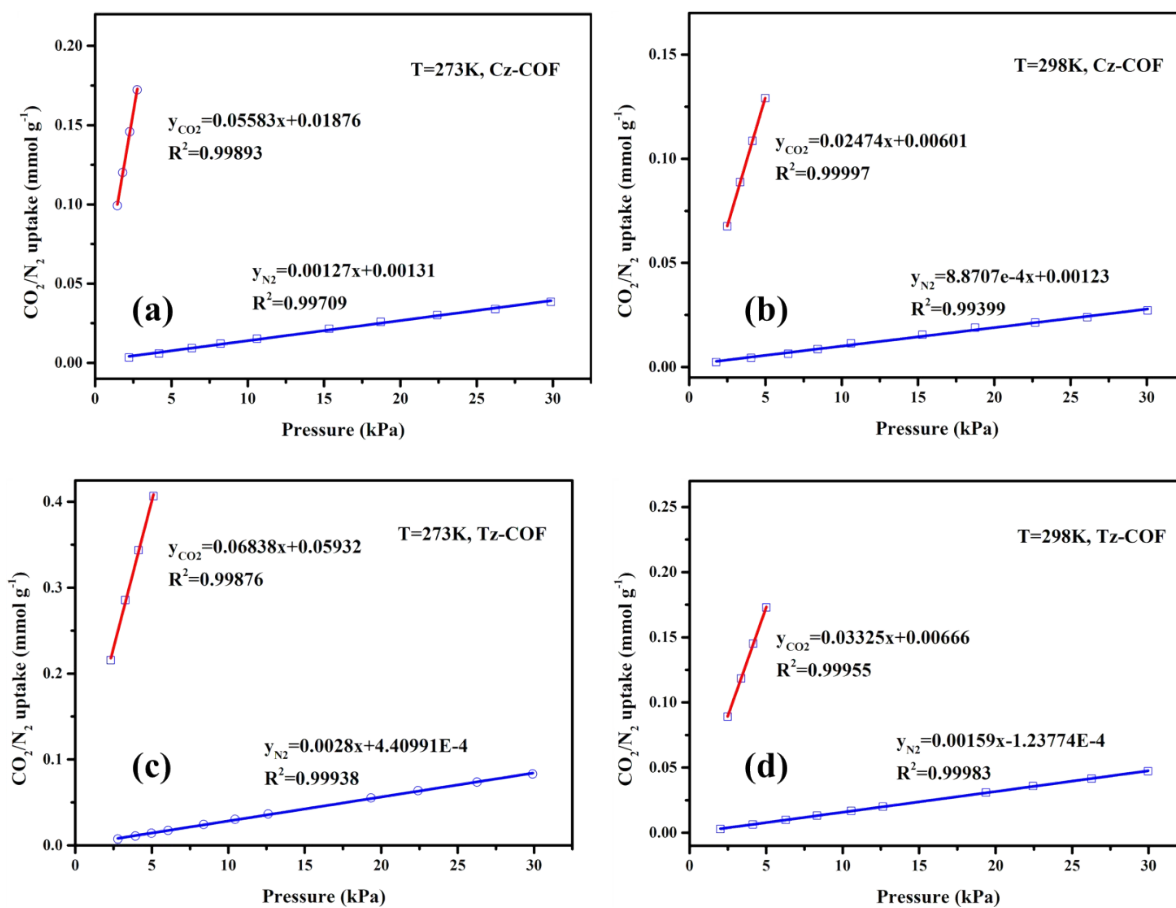 T=273K, Cz-COF
y_CO2=0.05583x+0.01876
R²=0.99893
y_N2=0.00127x+0.00131
R²=0.99709
(a)
CO₂/N₂ uptake (mmol g⁻¹)
0.20
0.15
0.10
0.05
0.00
0 5 10 15 20 25 30
Pressure (kPa)
T=298K, Cz-COF
y_CO2=0.02474x+0.00601
R²=0.99997
y_N2=8.8707e-4x+0.00123
R²=0.99399
(b)
CO₂/N₂ uptake (mmol g⁻¹)
0.15
0.10
0.05
0.00
0 5 10 15 20 25 30
Pressure (kPa)
T=273K, Tz-COF
y_CO2=0.06838x+0.05932
R²=0.99876
y_N2=0.0028x+4.40991E-4
R²=0.99938
(c)
CO₂/N₂ uptake (mmol g⁻¹)
0.4
0.3
0.2
0.1
0.0
0 5 10 15 20 25 30
Pressure (kPa)
T=298K, Tz-COF
y_CO2=0.03325x+0.00666
R²=0.99955
y_N2=0.00159x-1.23774E-4
R²=0.99983
(d)
CO₂/N₂ uptake (mmol g⁻¹)
0.25
0.20
0.15
0.10
0.05
0.00
0 5 10 15 20 25 30
Pressure (kPa)